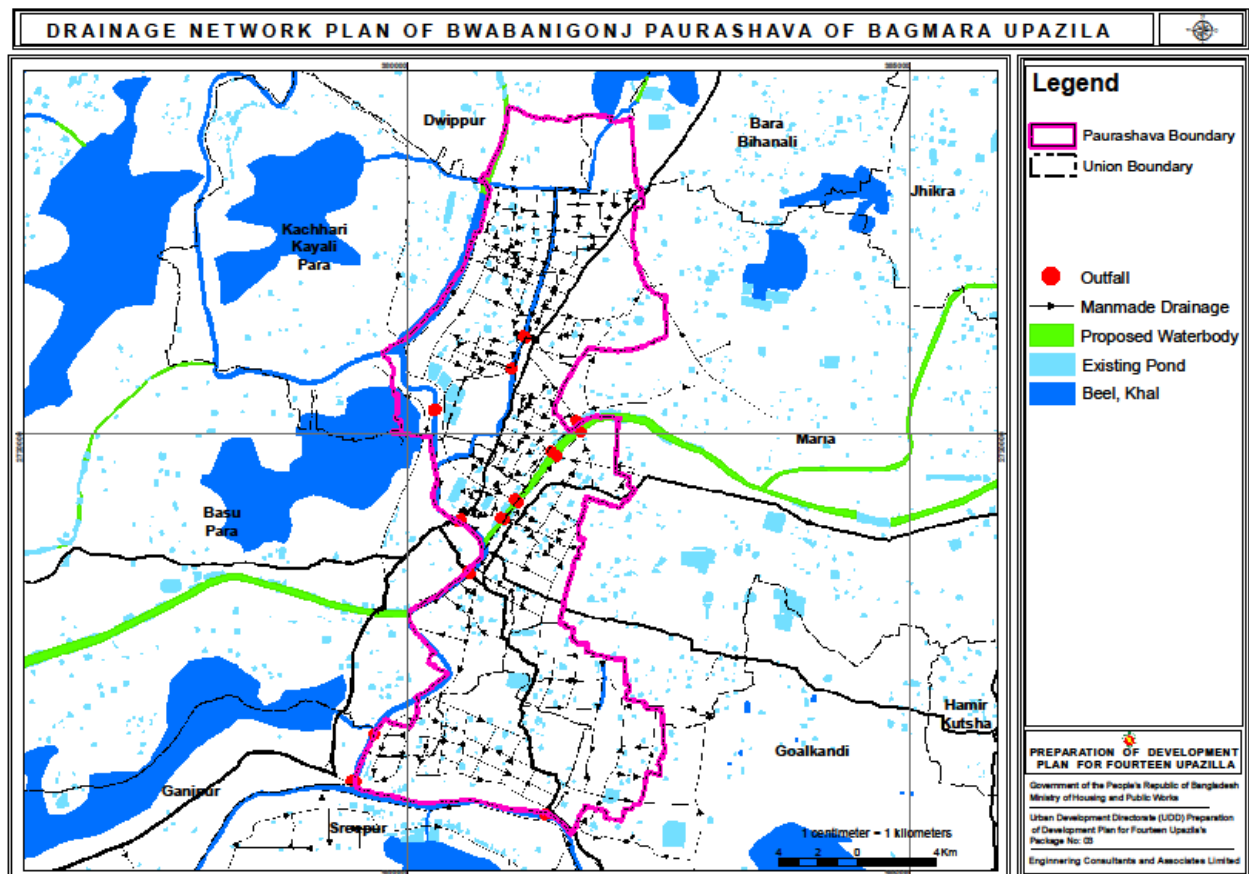 DRAINAGE NETWORK PLAN OF BWABANIGONJ PAURASHAVA OF BAGMARA UPAZILA
Dwippur
Bara
Bihanali
Jhikra
Kachhari
Kayali
Para
Maria
Basu
Para
Hamir
Kutsha
Goalkandi
Ganipur
Sreepur
1 centimeter = 1 kilometers
4 2 0 4 Km
Legend
Paurashava Boundary
Union Boundary
Outfall
Manmade Drainage
Proposed Waterbody
Existing Pond
Beel, Khal
PREPARATION OF DEVELOPMENT
PLAN FOR FOURTEEN UPAZILLA
Government of the People's Republic of Bangladesh
Ministry of Housing and Public Works
Urban Development Directorate (UDD) Preparation
of Development Plan for Fourteen Upazila's
Package No: 03
Enginnering Consultants and Associates Limited